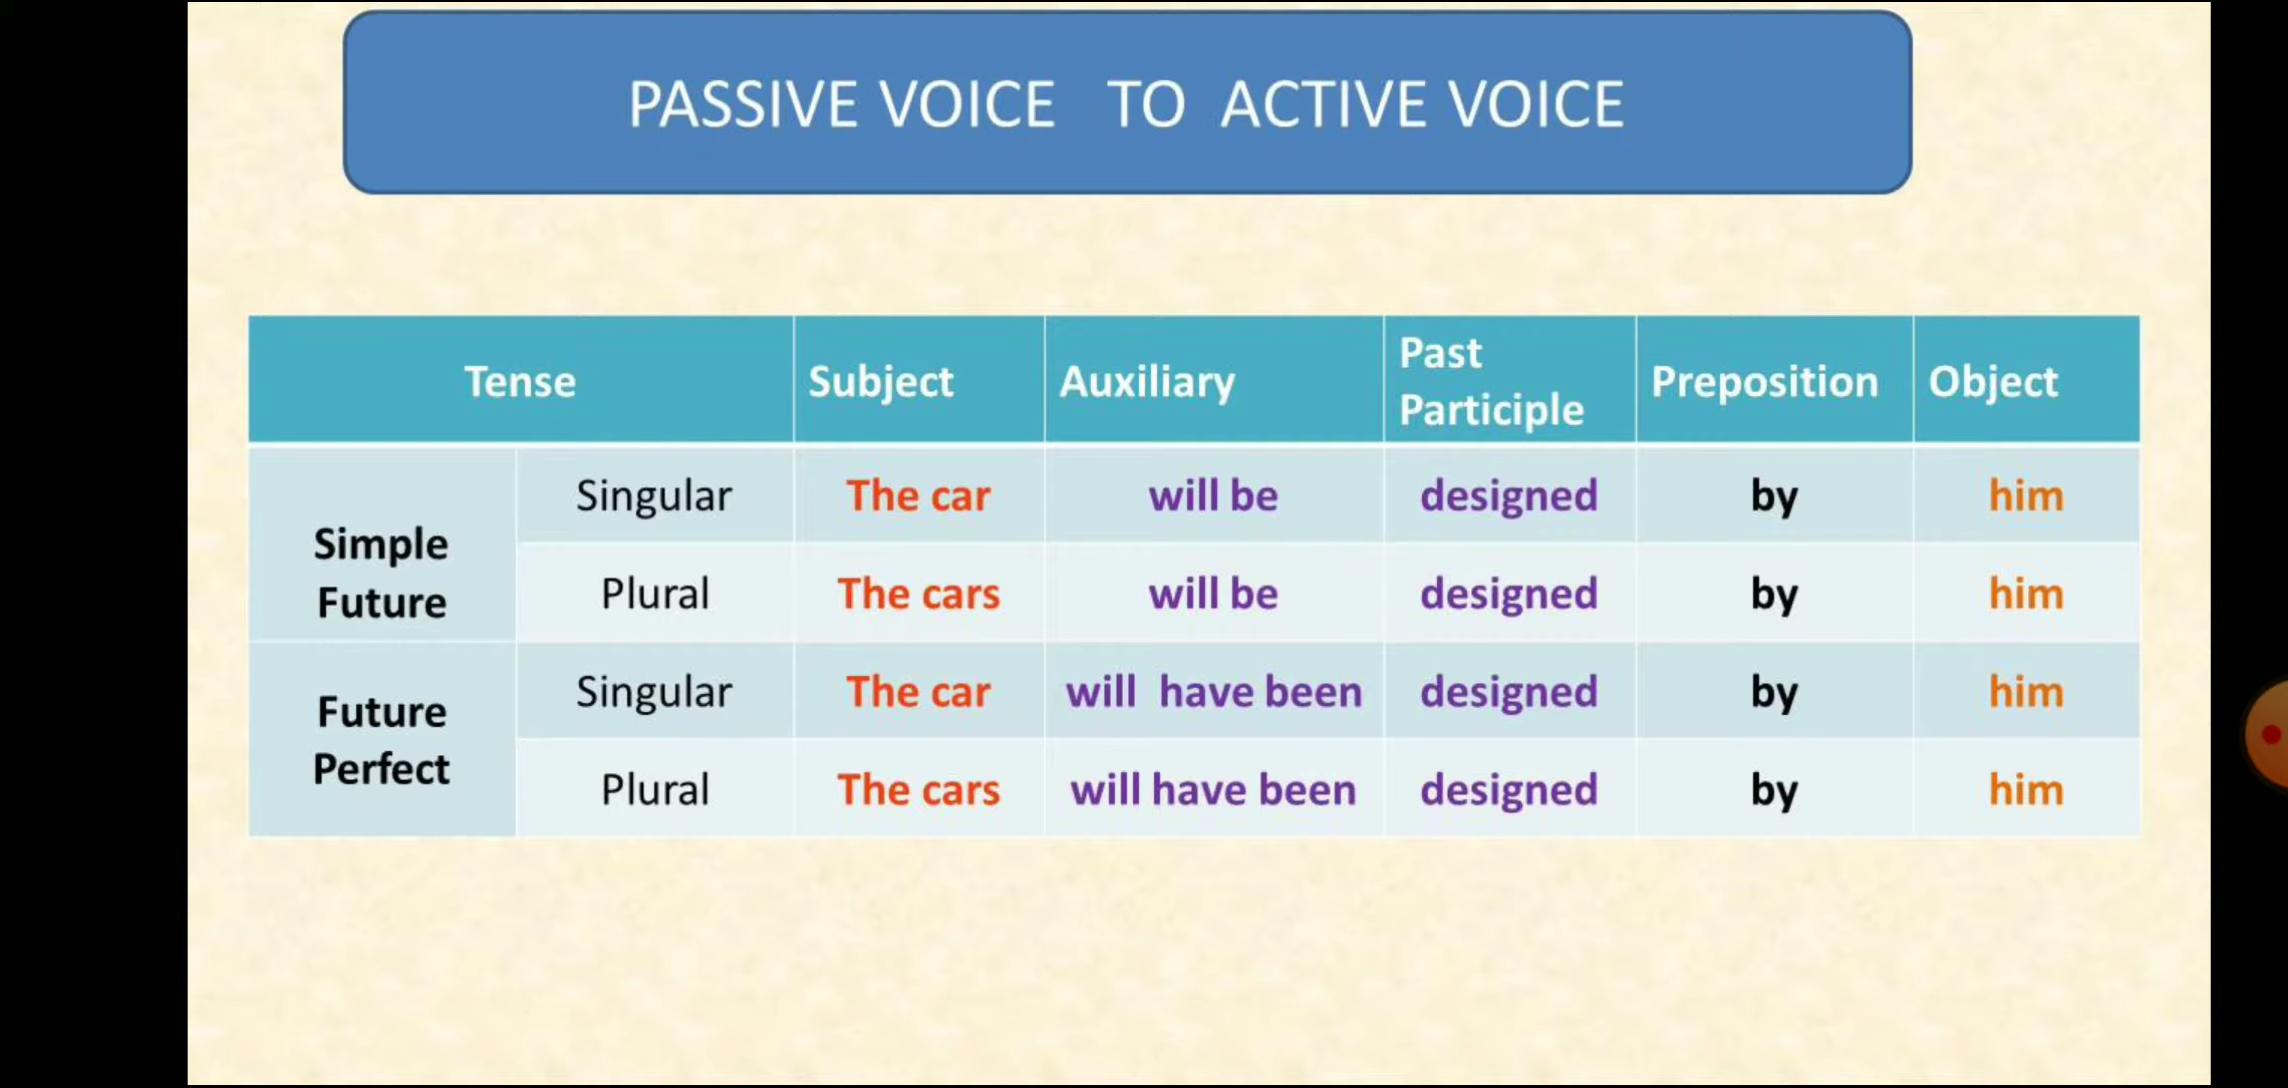 PASSIVE VOICE TO ACTIVE VOICE
Tense Subject Auxiliary Past Participle Preposition Object
Simple Future
Singular The car will be designed by him
Plural The cars will be designed by him
Future Perfect
Singular The car will have been designed by him
Plural The cars will have been designed by him